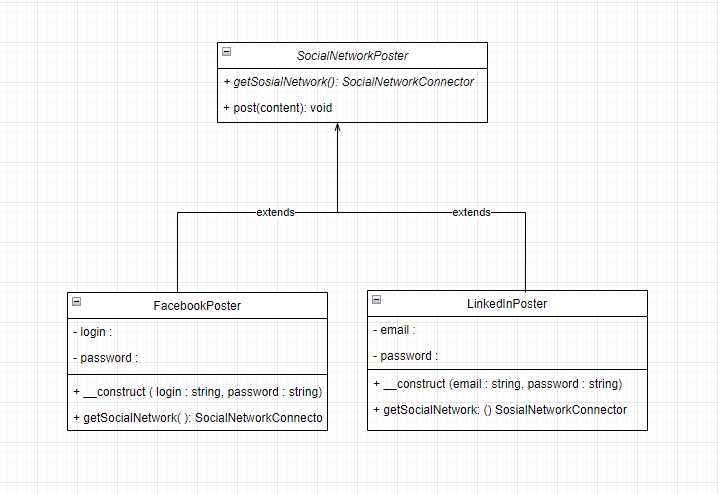 SocialNetworkPoster
+ getSosialNetwork(): SocialNetworkConnector
+ post(content): void
extends
extends
FacebookPoster
- login :
- password :
+ __construct ( login : string, password : string)
+ getSocialNetwork( ): SocialNetworkConnecto
LinkedInPoster
- email :
- password :
+ __construct (email : string, password : string)
+ getSocialNetwork: () SosialNetworkConnector